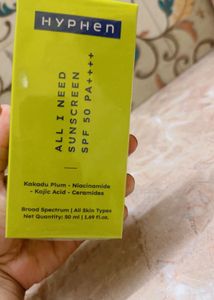 HYPHEN
ALL I NEED
SUNSCREEN
SPF 50 PA++++
Kakadu Plum - Niacinamide
- Kojic Acid - Ceramides
Broad Spectrum | All Skin Types
Net Quantity: 50 ml | 1.69 fl.oz.